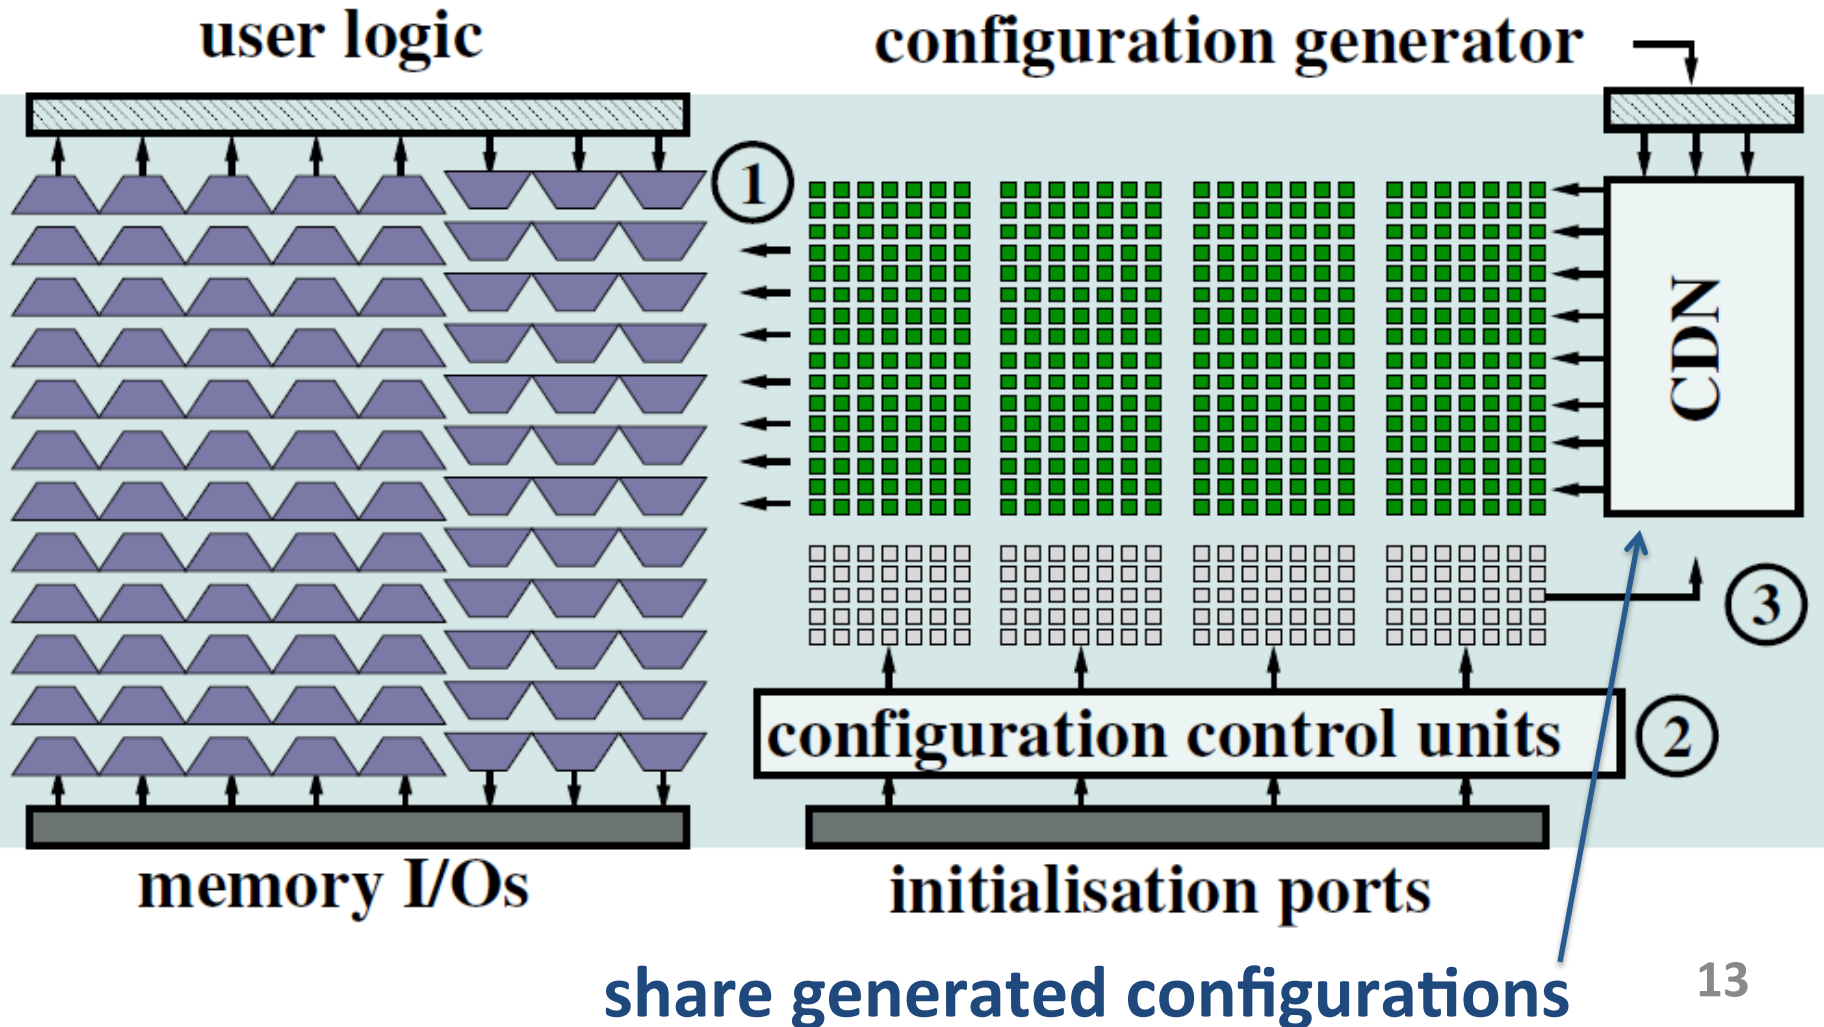 user logic
configuration generator
1
CDN
3
configuration control units
2
memory I/Os
initialisation ports
share generated configurations
13